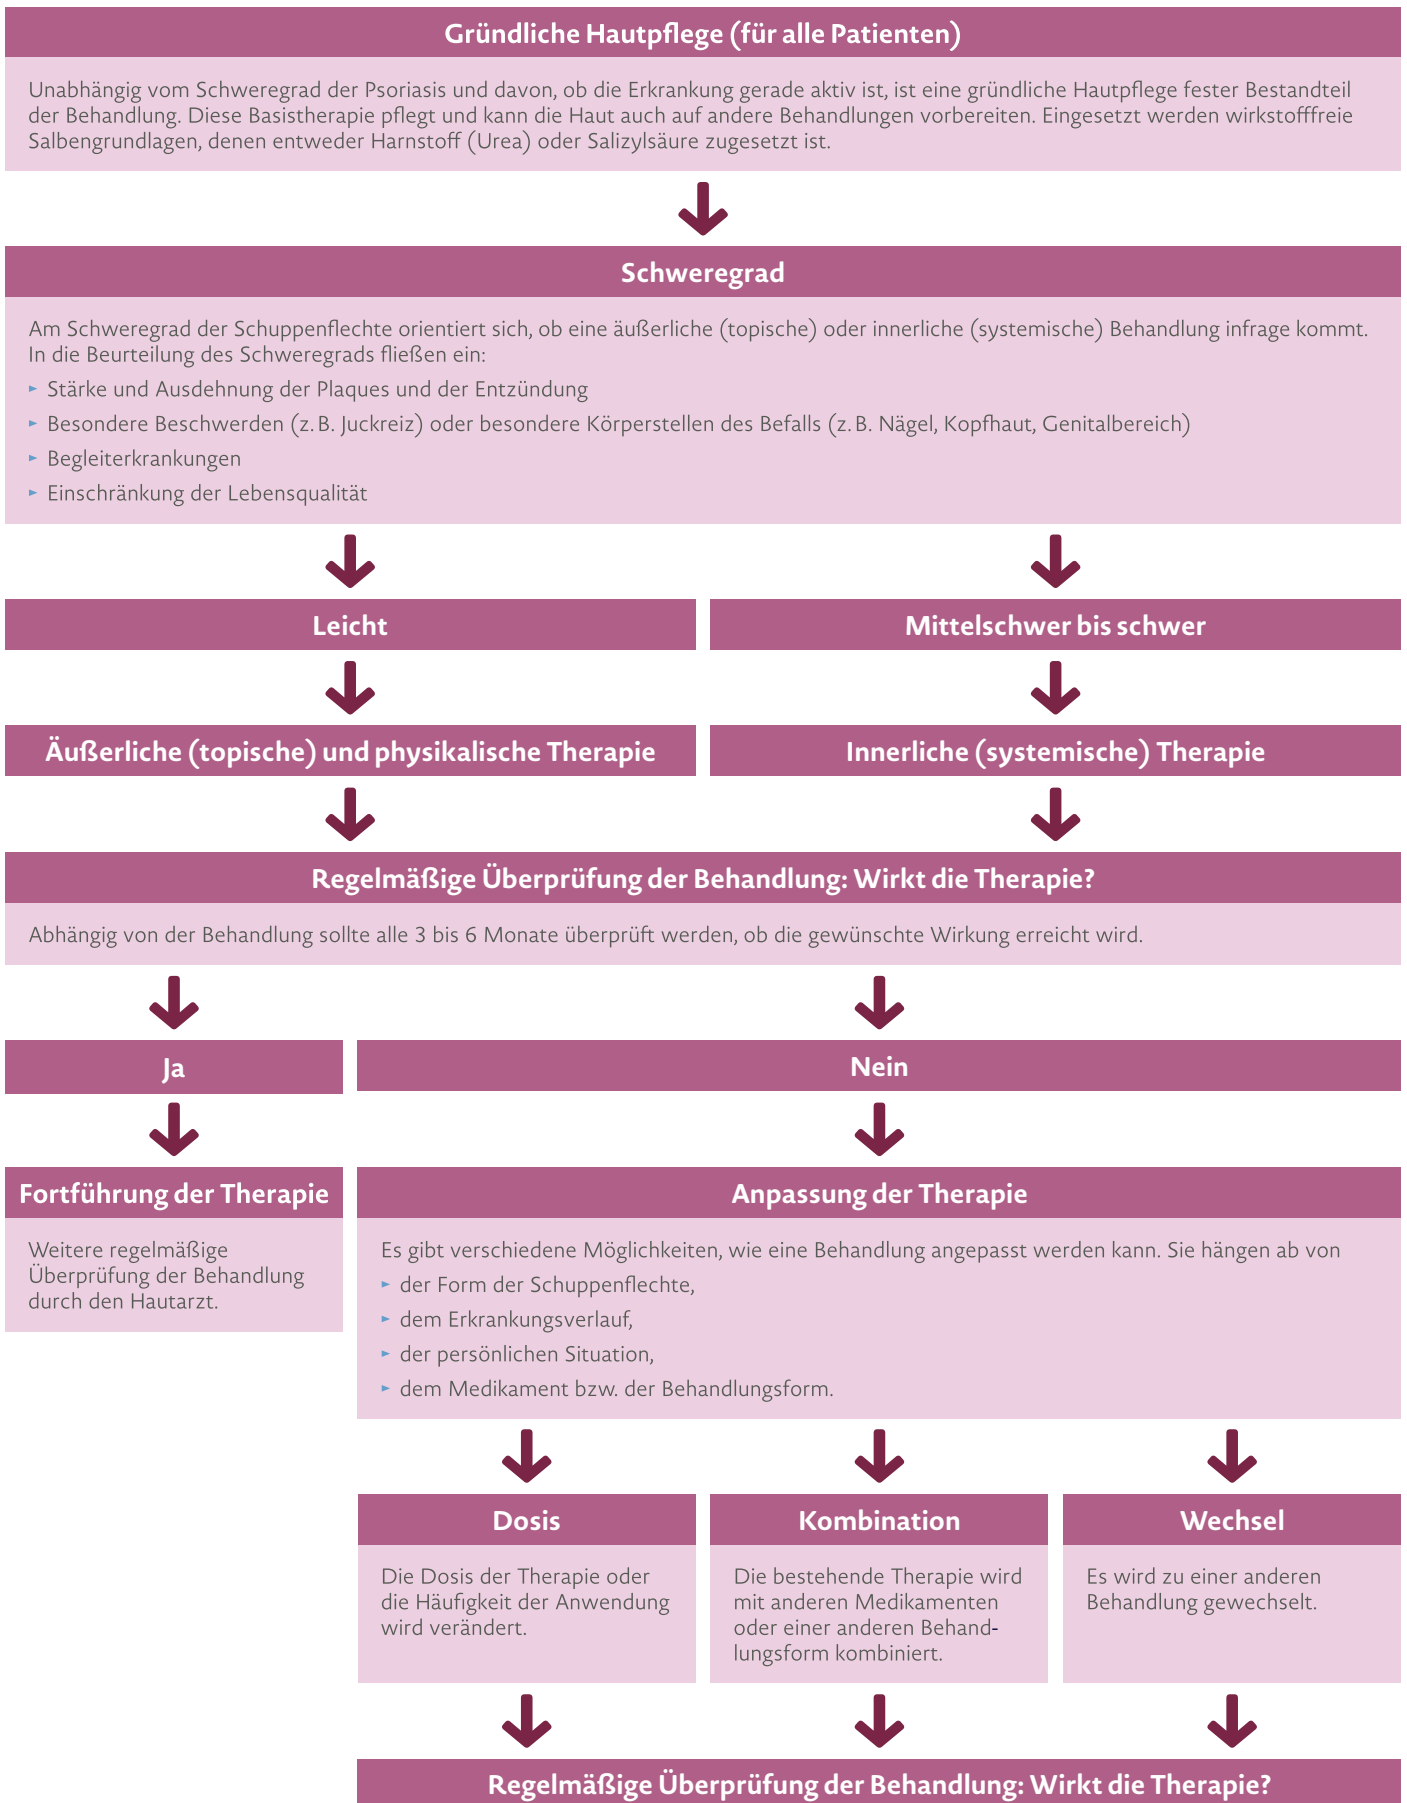 Gründliche Hautpflege (für alle Patienten)
Unabhängig vom Schweregrad der Psoriasis und davon, ob die Erkrankung gerade aktiv ist, ist eine gründliche Hautpflege fester Bestandteil
der Behandlung. Diese Basistherapie pflegt und kann die Haut auch auf andere Behandlungen vorbereiten. Eingesetzt werden wirkstofffreie
Salbengrundlagen, denen entweder Harnstoff (Urea) oder Salizylsäure zugesetzt ist.
Schweregrad
Am Schweregrad der Schuppenflechte orientiert sich, ob eine äußerliche (topische) oder innerliche (systemische) Behandlung infrage kommt.
In die Beurteilung des Schweregrads fließen ein:
► Stärke und Ausdehnung der Plaques und der Entzündung
► Besondere Beschwerden (z. B. Juckreiz) oder besondere Körperstellen des Befalls (z. B. Nägel, Kopfhaut, Genitalbereich)
► Begleiterkrankungen
► Einschränkung der Lebensqualität
Leicht
Mittelschwer bis schwer
Äußerliche (topische) und physikalische Therapie
Innerliche (systemische) Therapie
Regelmäßige Überprüfung der Behandlung: Wirkt die Therapie?
Abhängig von der Behandlung sollte alle 3 bis 6 Monate überprüft werden, ob die gewünschte Wirkung erreicht wird.
Ja
Nein
Fortführung der Therapie
Weitere regelmäßige
Überprüfung der Behandlung
durch den Hautarzt.
Anpassung der Therapie
Es gibt verschiedene Möglichkeiten, wie eine Behandlung angepasst werden kann. Sie hängen ab von
► der Form der Schuppenflechte,
► dem Erkrankungsverlauf,
► der persönlichen Situation,
► dem Medikament bzw. der Behandlungsform.
Dosis
Die Dosis der Therapie oder
die Häufigkeit der Anwendung
wird verändert.
Kombination
Die bestehende Therapie wird
mit anderen Medikamenten
oder einer anderen Behand-
lungsform kombiniert.
Wechsel
Es wird zu einer anderen
Behandlung gewechselt.
Regelmäßige Überprüfung der Behandlung: Wirkt die Therapie?